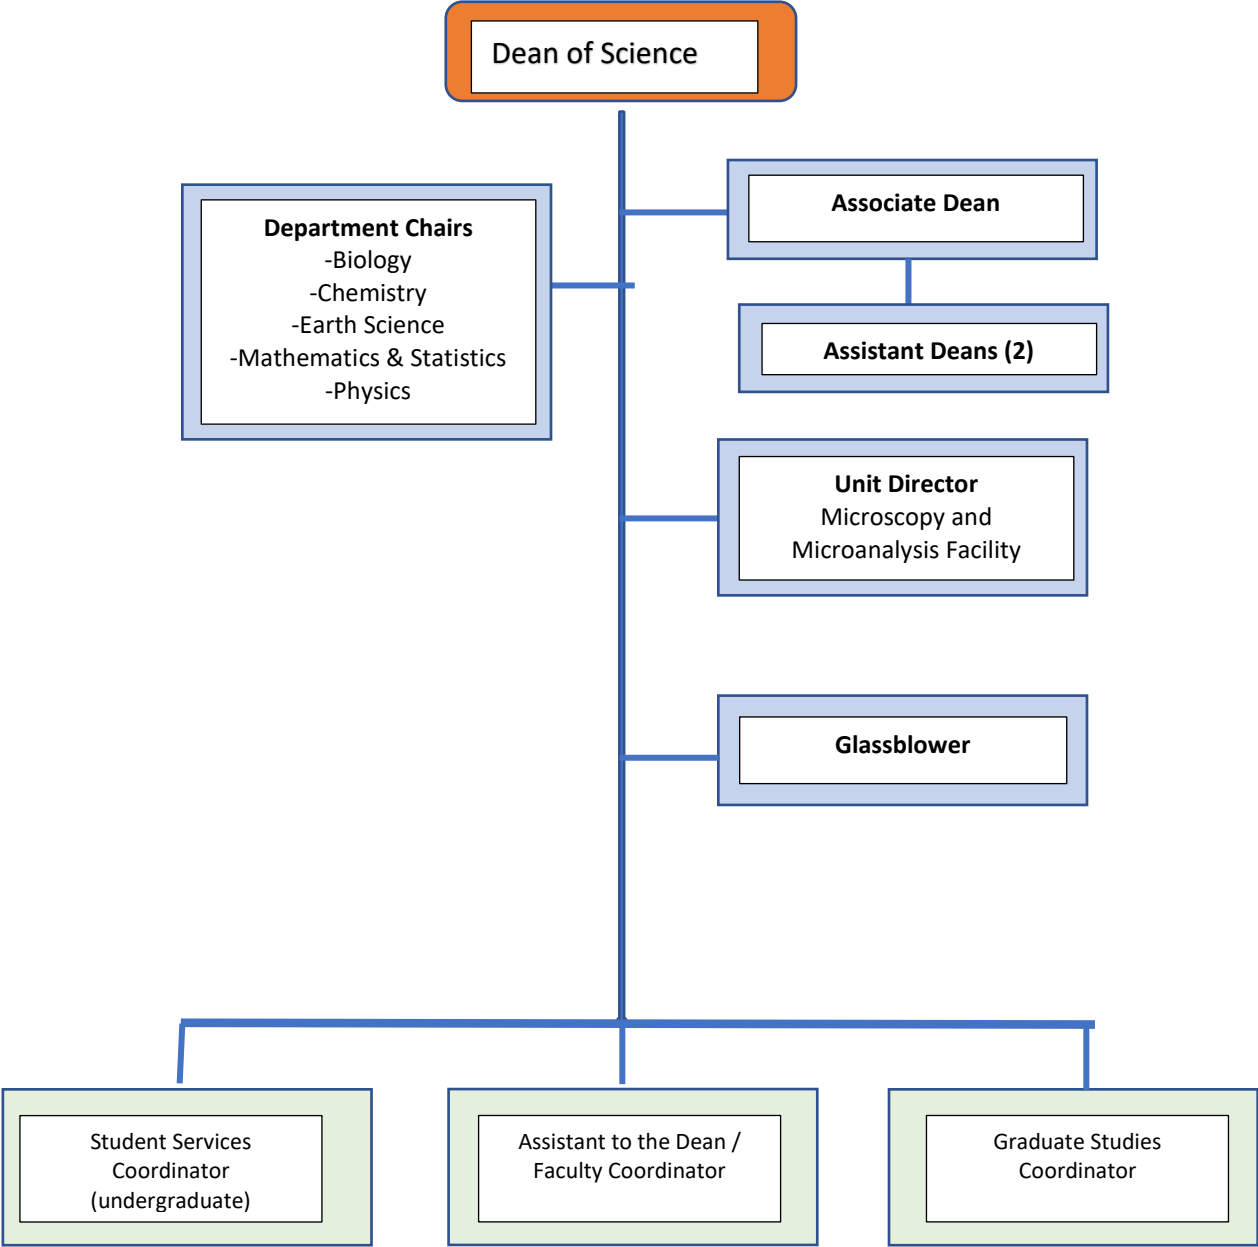 Dean of Science
Department Chairs
-Biology
-Chemistry
-Earth Science
-Mathematics & Statistics
-Physics
Associate Dean
Assistant Deans (2)
Unit Director
Microscopy and
Microanalysis Facility
Glassblower
Student Services
Coordinator
(undergraduate)
Assistant to the Dean /
Faculty Coordinator
Graduate Studies
Coordinator